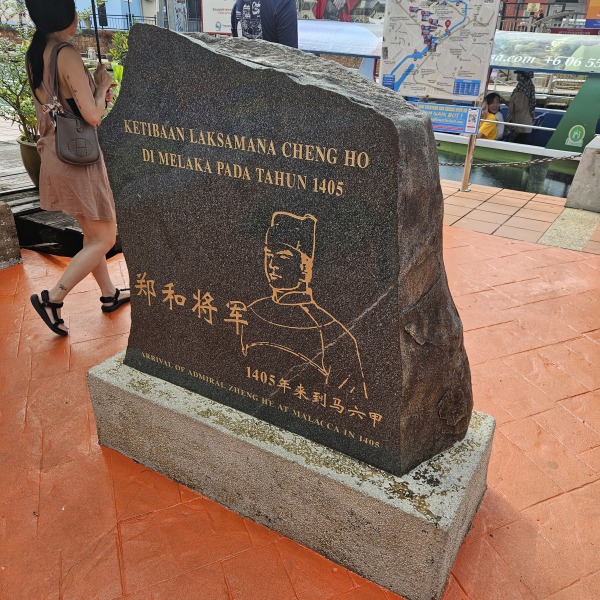 KETIBAAN LAKSAMANA CHENG HO
DI MELAKA PADA TAHUN 1405
郑和将军
1405年来到马六甲
ARRIVAL OF ADMIRAL ZHENG HE AT MALACCA IN 1405